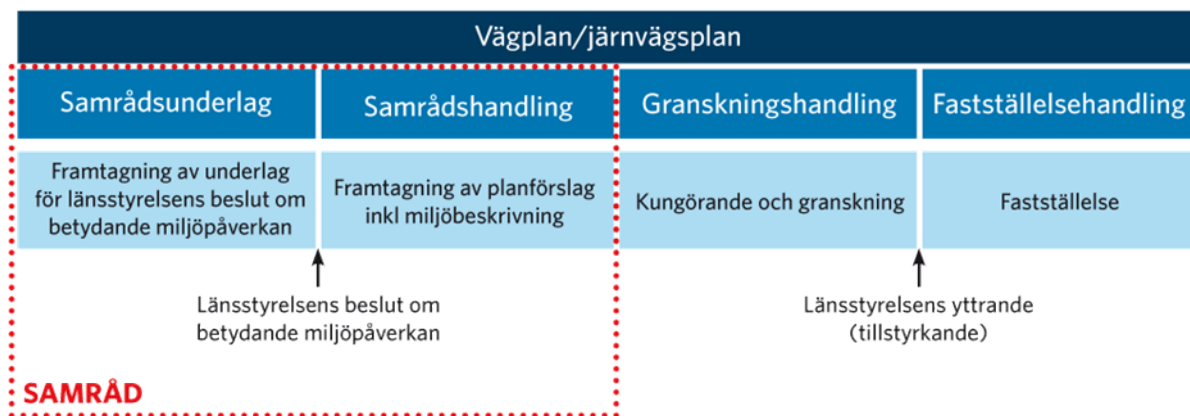 Vägplan/järnvägsplan
Samrådsunderlag
Samrådshandling
Granskningshandling
Fastställelsehandling
Framtagning av underlag
för länsstyrelsens beslut om
betydande miljöpåverkan
Framtagning av planförslag
inkl miljöbeskrivning
Kungörande och granskning
Fastställelse
Länsstyrelsens beslut om
betydande miljöpåverkan
Länsstyrelsens yttrande
(tillstyrkande)
SAMRÅD